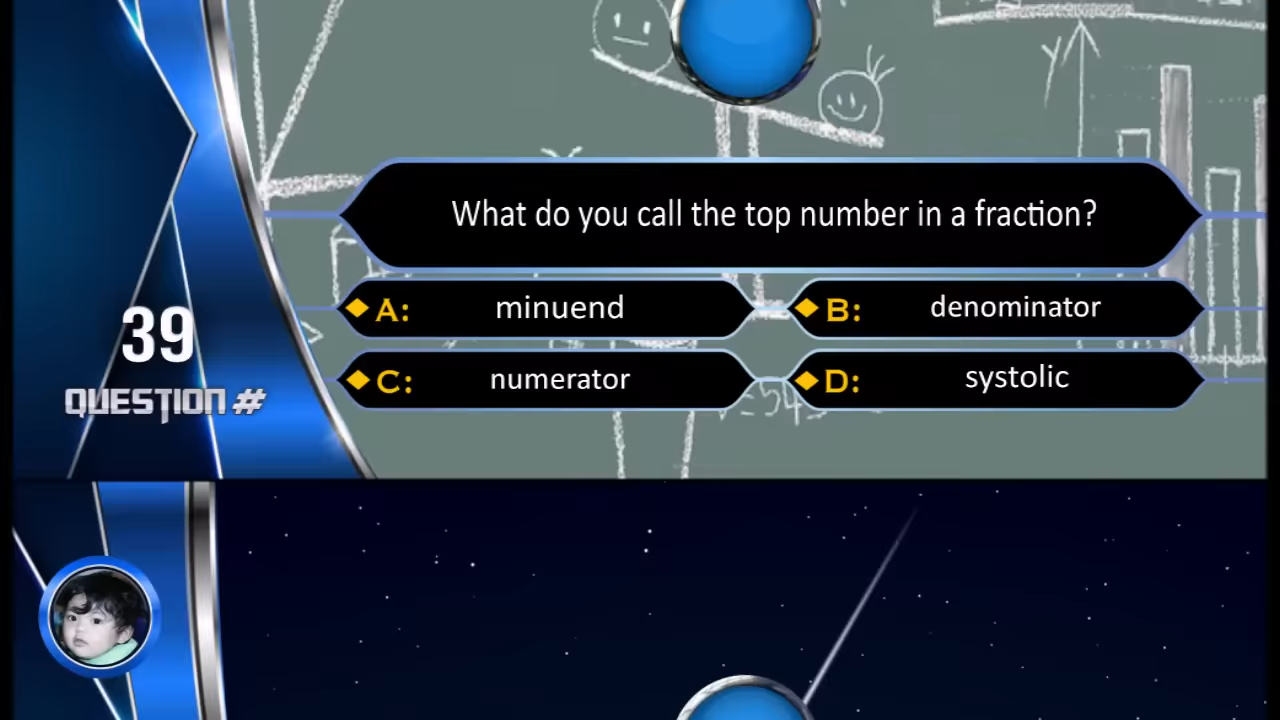 What do you call the top number in a fraction?
A: minuend
B: denominator
C: numerator
D: systolic
39
QUESTION #
y